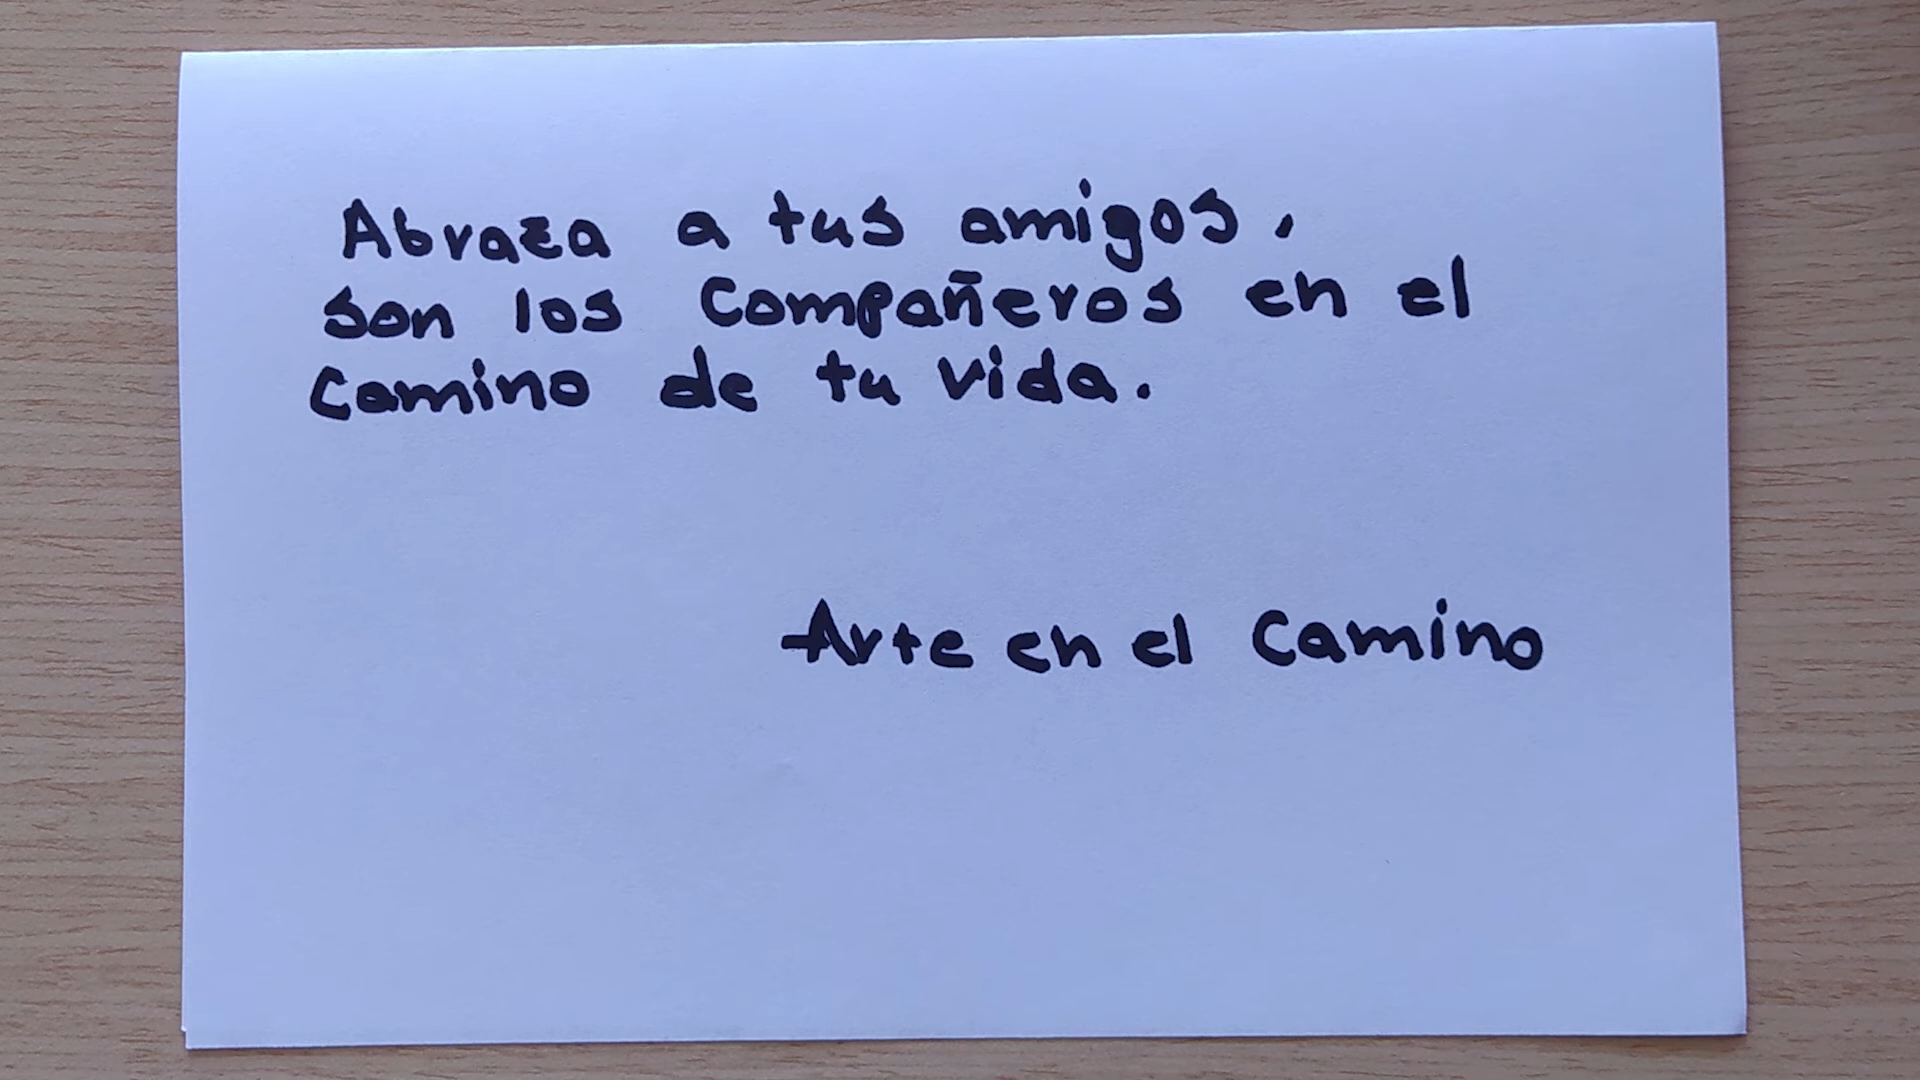 Abraza a tus amigos,
son los compañeros en el
camino de tu vida.
-Arte en el Camino